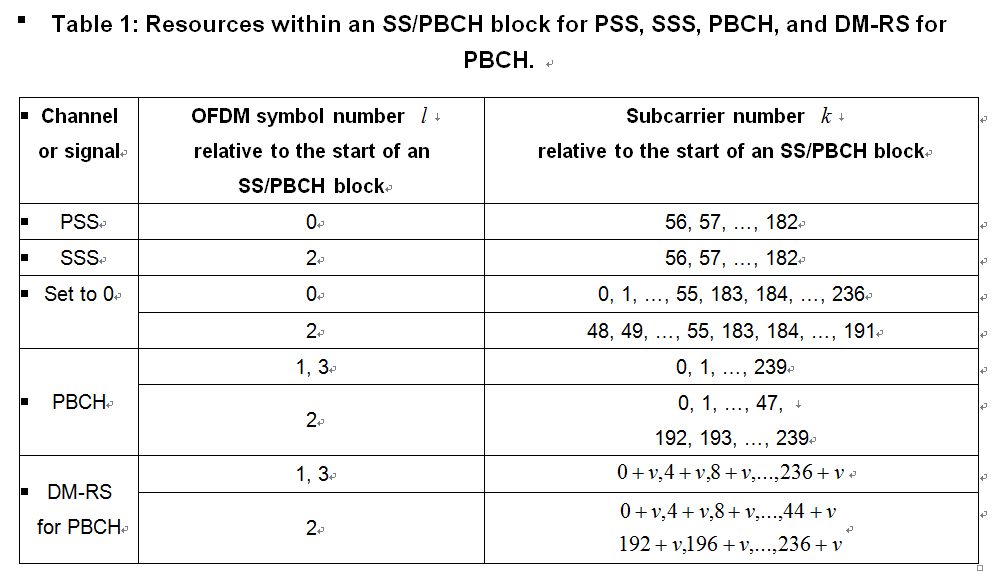 Table 1: Resources within an SS/PBCH block for PSS, SSS, PBCH, and DM-RS for
PBCH.
Channel
or signal
OFDM symbol number l
relative to the start of an
SS/PBCH block
Subcarrier number k
relative to the start of an SS/PBCH block
PSS
0
56, 57, …, 182
SSS
2
56, 57, …, 182
Set to 0
0
0, 1, …, 55, 183, 184, …, 236
2
48, 49, …, 55, 183, 184, …, 191
PBCH
1, 3
0, 1, …, 239
2
0, 1, …, 47,
192, 193, …, 239
DM-RS
for PBCH
1, 3
0+v,4+v,8+v,...,236+v
2
0+v,4+v,8+v,...,44+v
192+v,196+v,...,236+v